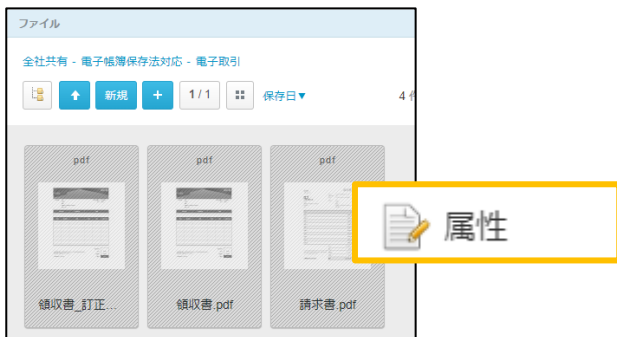 ファイル
全社共有 - 電子帳簿保存法対応 - 電子取引
新規 + 1 / 1 保存日▼ 4
pdf pdf pdf
属性
領収書_訂正... 領収書.pdf 請求書.pdf